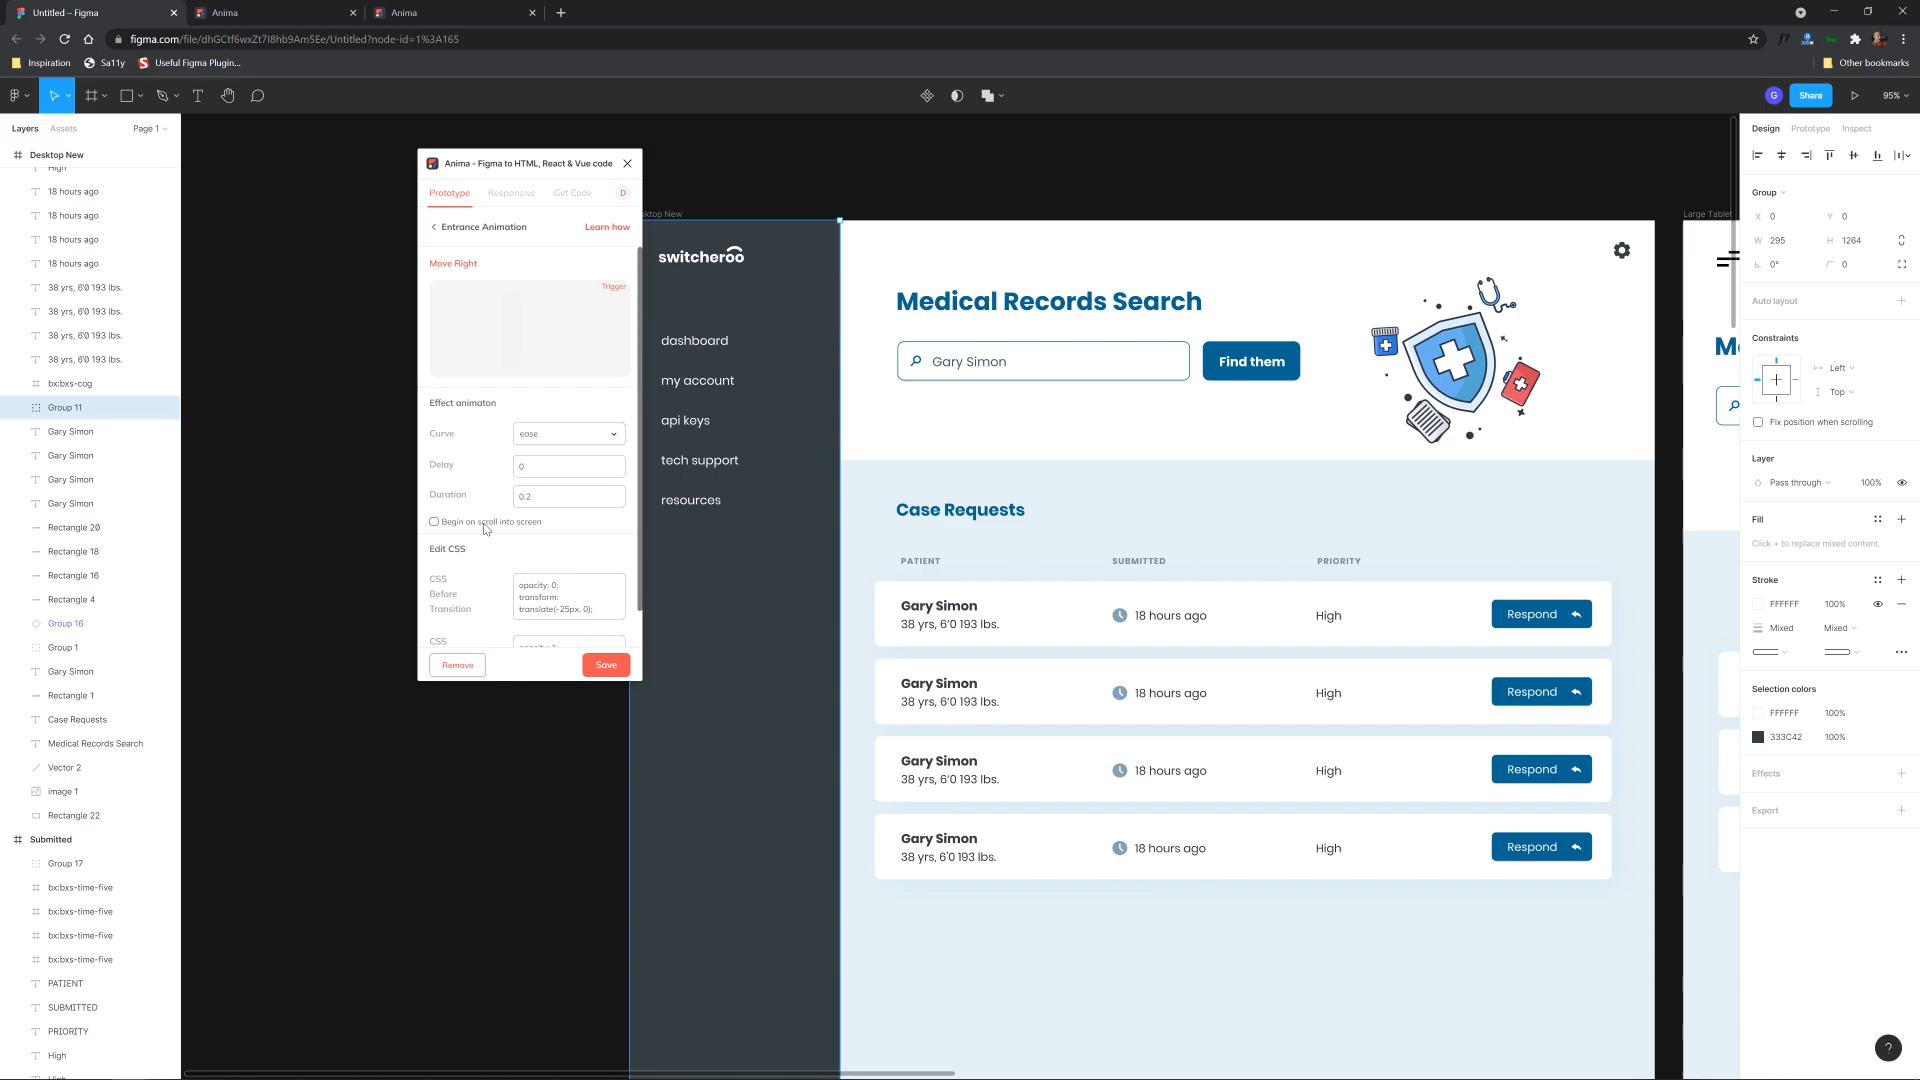 Untitled – Figma
Anima
Anima
figma.com/file/dhGCtf6wxZt7I8hb9Am5Ee/Untitled?node-id=1%3A165
Inspiration
Sa11y
Useful Figma Plugin...
Other bookmarks
G
Share
95%
Layers
Assets
Page 1
Desktop New
High
18 hours ago
18 hours ago
18 hours ago
18 hours ago
38 yrs, 6'0 193 lbs.
38 yrs, 6'0 193 lbs.
38 yrs, 6'0 193 lbs.
38 yrs, 6'0 193 lbs.
bx:bxs-cog
Group 11
Gary Simon
Gary Simon
Gary Simon
Gary Simon
Rectangle 20
Rectangle 18
Rectangle 16
Rectangle 4
Group 16
Group 1
Gary Simon
Rectangle 1
Case Requests
Medical Records Search
Vector 2
image 1
Rectangle 22
Submitted
Group 17
bx:bxs-time-five
bx:bxs-time-five
bx:bxs-time-five
bx:bxs-time-five
PATIENT
SUBMITTED
PRIORITY
High
High
Anima - Figma to HTML, React & Vue code
Prototype
Responsive
Get Code
D
Entrance Animation
Learn how
Move Right
Trigger
Effect animaton
Curve
ease
Delay
0
Duration
0.2
Begin on scroll into screen
Edit CSS
CSS
Before
Transition
opacity: 0;
transform:
translate(-25px, 0);
CSS
Remove
Save
sktop New
switcheroo
dashboard
my account
api keys
tech support
resources
Medical Records Search
Gary Simon
Find them
Case Requests
PATIENT
SUBMITTED
PRIORITY
Gary Simon
38 yrs, 6'0 193 lbs.
18 hours ago
High
Respond
Gary Simon
38 yrs, 6'0 193 lbs.
18 hours ago
High
Respond
Gary Simon
38 yrs, 6'0 193 lbs.
18 hours ago
High
Respond
Gary Simon
38 yrs, 6'0 193 lbs.
18 hours ago
High
Respond
Large Tablet
M
Design
Prototype
Inspect
Group
X 0
Y 0
W 295
H 1264
0°
0
Auto layout
Constraints
Left
Top
Fix position when scrolling
Layer
Pass through
100%
Fill
Click + to replace mixed content.
Stroke
FFFFFF
100%
Mixed
Mixed
Selection colors
FFFFFF
100%
333C42
100%
Effects
Export
?